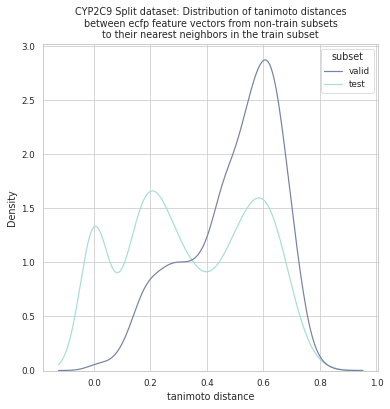 CYP2C9 Split dataset: Distribution of tanimoto distances
between ecfp feature vectors from non-train subsets
to their nearest neighbors in the train subset
subset
valid
test
3.0
2.5
2.0
1.5
1.0
0.5
0.0
Density
0.0 0.2 0.4 0.6 0.8 1.0
tanimoto distance